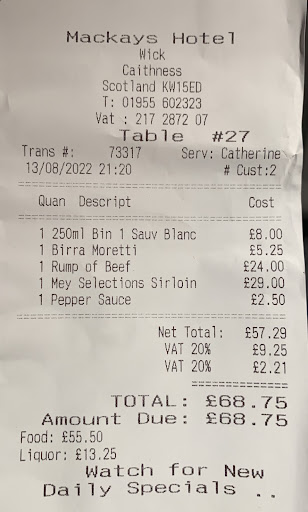 Mackays Hotel
Wick
Caithness
Scotland KW15ED
T: 01955 602323
Vat : 217 2872 07
Table #27
Trans #: 73317 Serv: Catherine
13/08/2022 21:20 # Cust:2
Quan Descript Cost
1 250ml Bin 1 Sauv Blanc £8.00
1 Birra Moretti £5.25
1 Rump of Beef £24.00
1 Mey Selections Sirloin £29.00
1 Pepper Sauce £2.50
Net Total: £57.29
VAT 20% £9.25
VAT 20% £2.21
TOTAL: £68.75
Amount Due: £68.75
Food: £55.50
Liquor: £13.25
Watch for New
Daily Specials ..